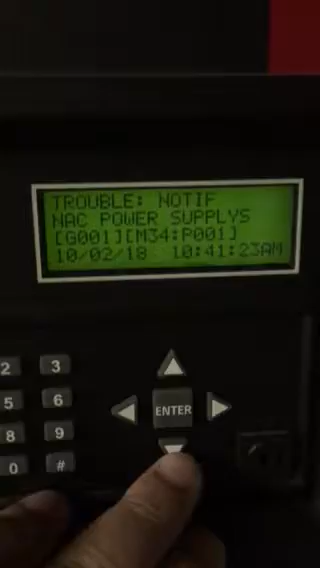 TROUBLE: NOTIF
NAC POWER SUPPLYS
[G001][M34:P001]
10/02/18 10:41:23AM
2 3
5 6
ENTER
8 9
0 #